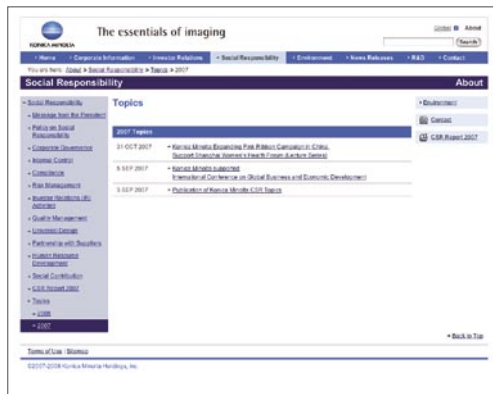 The essentials of imaging
KONICA MINOLTA
Global About
Search
Home Corporate Information Investor Relations Social Responsibility Environment News Releases R&D Contact
You are here: About > Social Responsibility > Topics > 2007
Social Responsibility
About
Social Responsibility
Message from the President
Policy on Social
Responsibility
Corporate Governance
Internal Control
Compliance
Risk Management
Investor Relations (IR)
Activities
Quality Management
Universal Design
Partnership with Suppliers
Human Resource
Development
Social Contribution
CSR Report 2007
Topics
2006
2007
Topics
2007 Topics
31 OCT 2007 Konica Minolta Expanding Pink Ribbon Campaign in China.
Support Shanghai Women's Health Forum (Lecture Series)
5 SEP 2007 Konica Minolta supported
International Conference on Global Business and Economic Development
5 SEP 2007 Publication of Konica Minolta CSR Topics
Environment
Contact
CSR Report 2007
Back to Top
Terms of Use | Sitemap
©2007-2008 Konica Minolta Holdings, Inc.